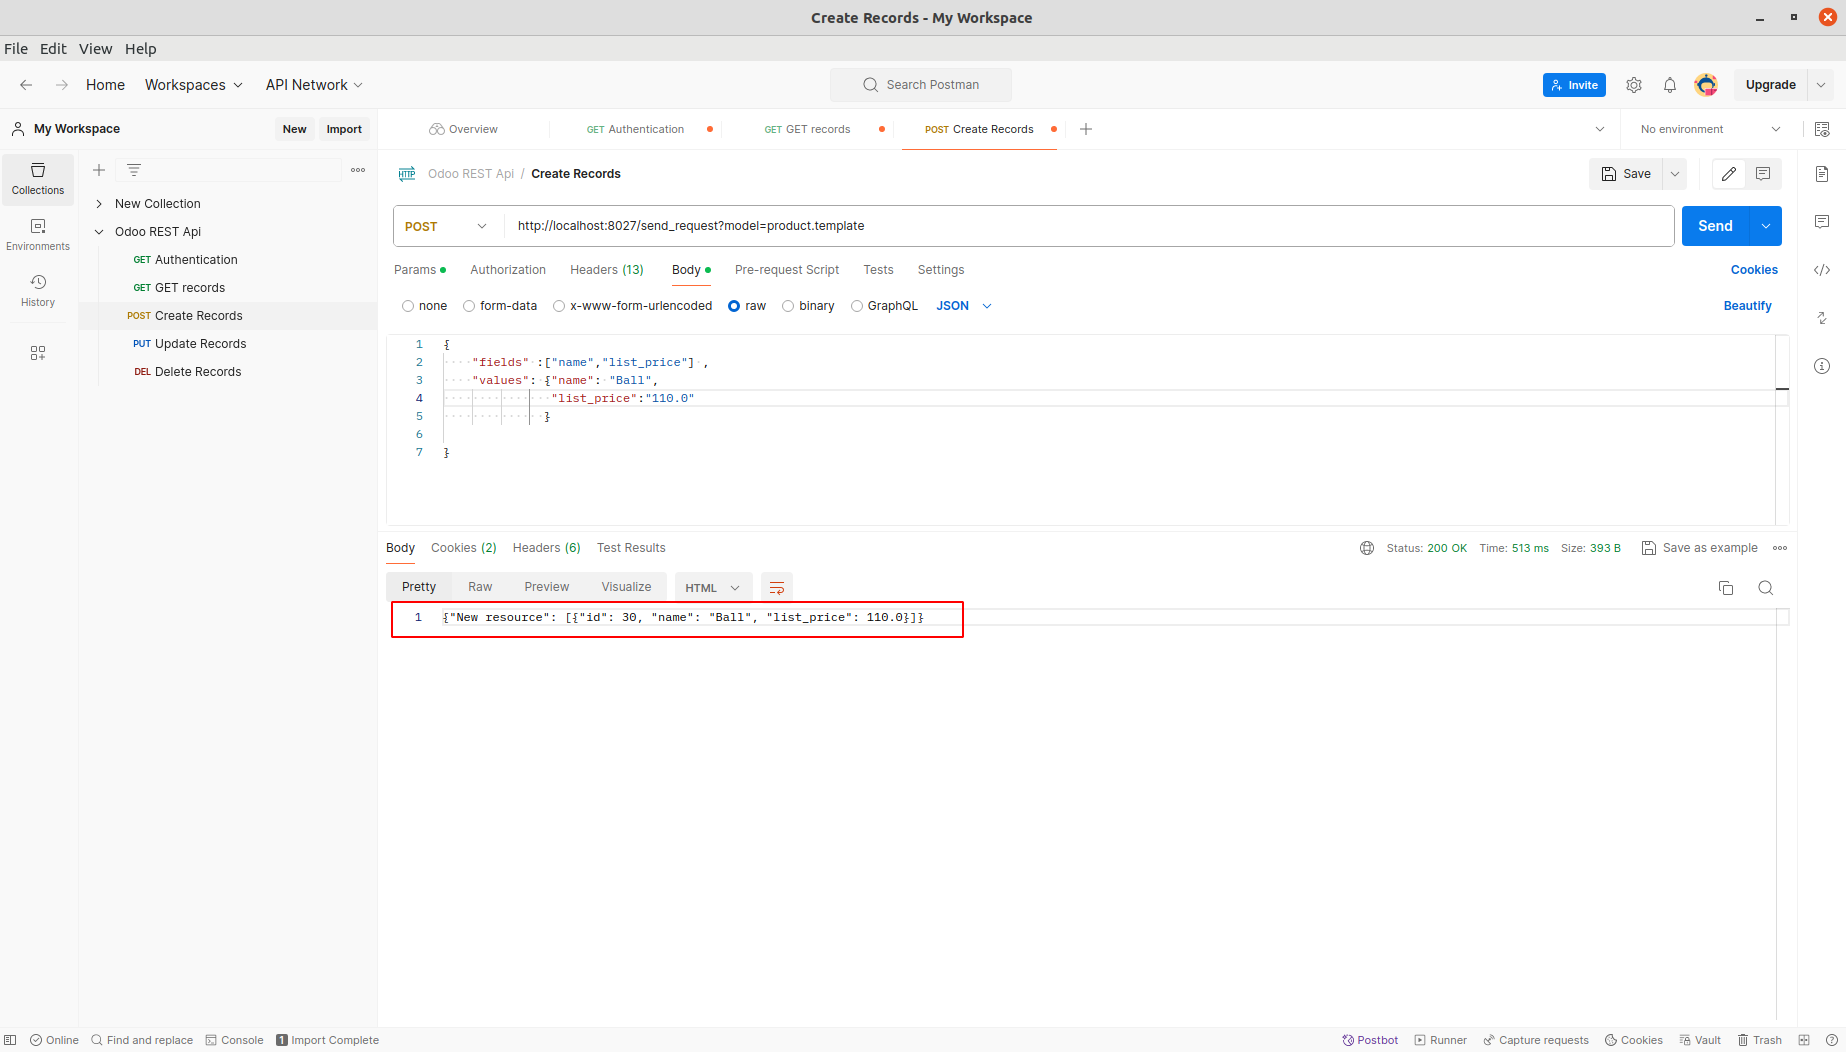 Create Records - My Workspace
File Edit View Help
Home Workspaces API Network Search Postman Invite Upgrade
My Workspace New Import Overview GET Authentication GET GET records POST Create Records No environment
Collections
Environments
History
New Collection
Odoo REST Api
GET Authentication
GET GET records
POST Create Records
PUT Update Records
DEL Delete Records
Odoo REST Api / Create Records Save
POST http://localhost:8027/send_request?model=product.template Send
Params Authorization Headers (13) Body Pre-request Script Tests Settings Cookies
none form-data x-www-form-urlencoded raw binary GraphQL JSON Beautify
1 {
2 "fields" :["name","list_price"] ,
3 "values": {"name": "Ball",
4 "list_price":"110.0"
5 }
6
7 }
Body Cookies (2) Headers (6) Test Results Status: 200 OK Time: 513 ms Size: 393 B Save as example
Pretty Raw Preview Visualize HTML
1 {"New resource": [{"id": 30, "name": "Ball", "list_price": 110.0}]}
Online Find and replace Console 1 Import Complete Postbot Runner Capture requests Cookies Vault Trash